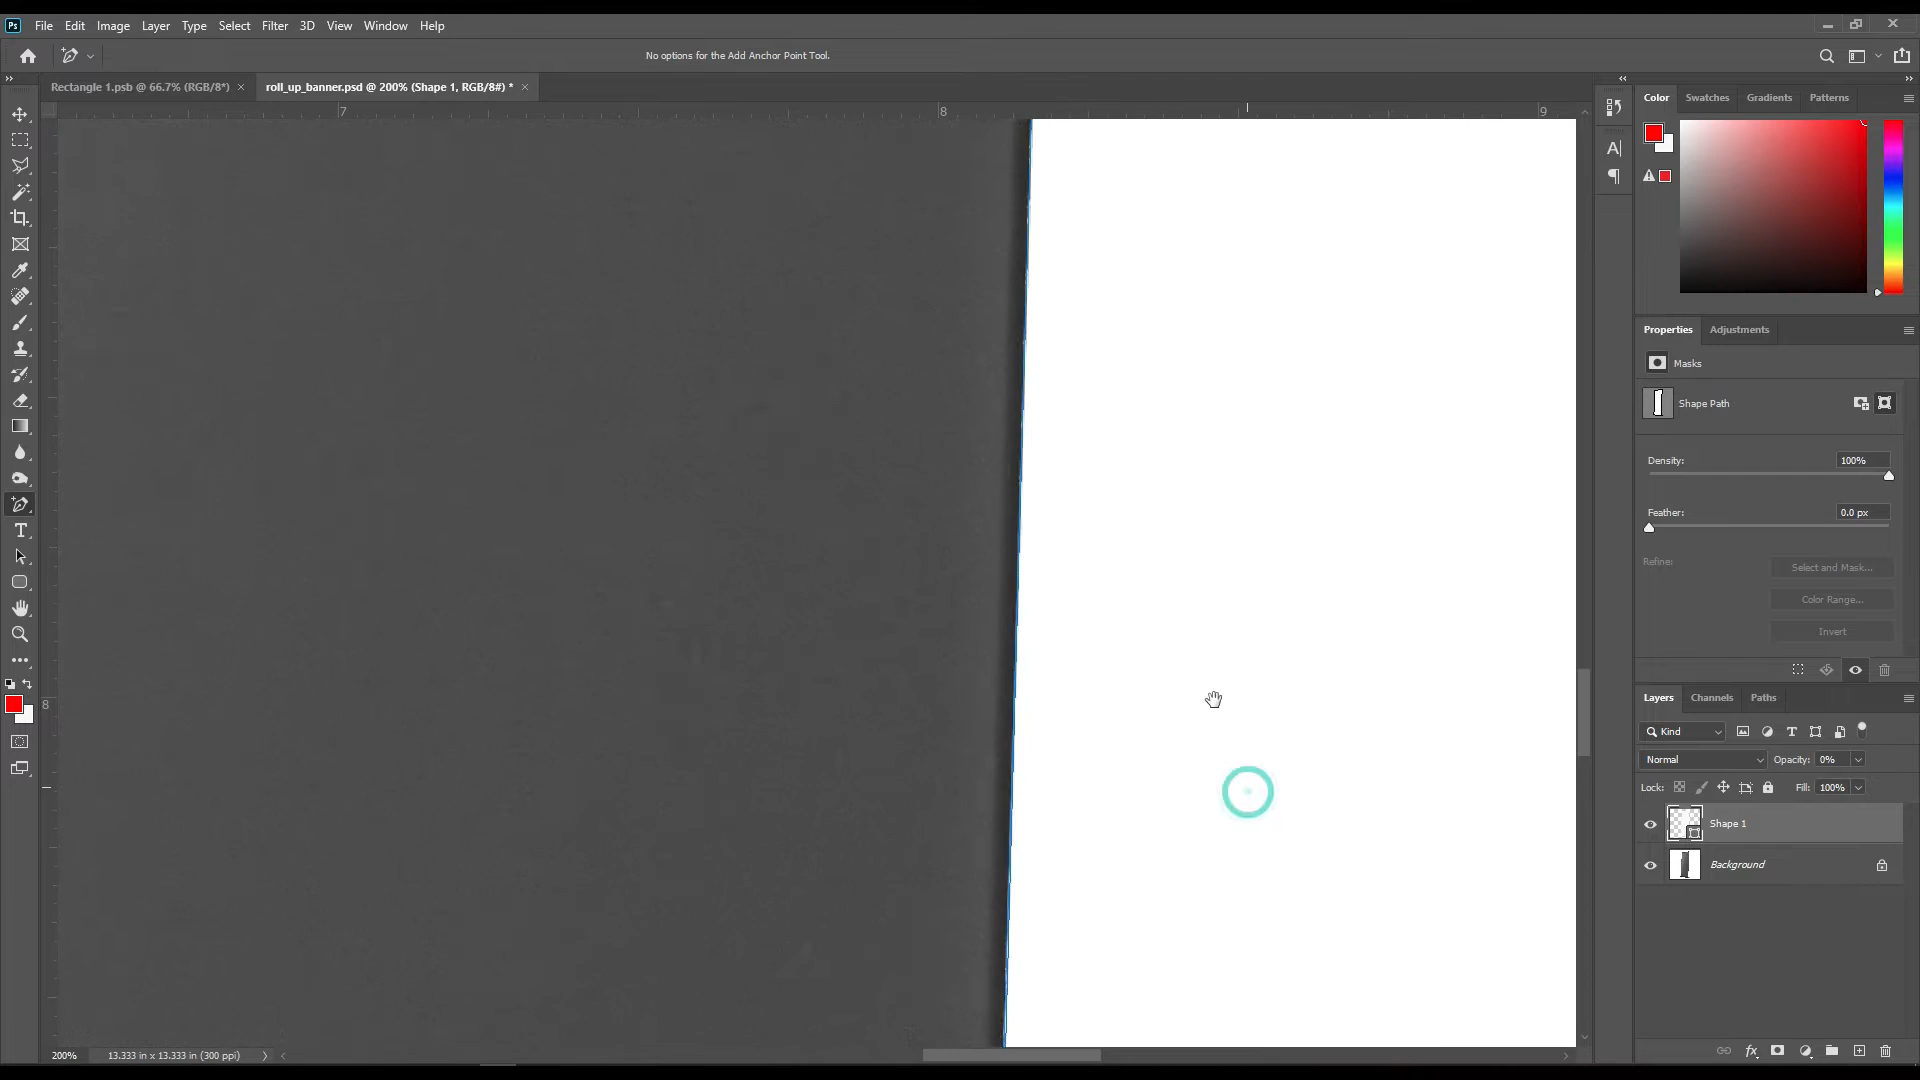 Ps File Edit Image Layer Type Select Filter 3D View Window Help
No options for the Add Anchor Point Tool.
Rectangle 1.psb @ 66.7% (RGB/8*) × roll_up_banner.psd @ 200% (Shape 1, RGB/8#) * ×
7 8 9
8
Color Swatches Gradients Patterns
Properties Adjustments
Masks
Shape Path
Density: 100%
Feather: 0.0 px
Refine: Select and Mask...
Color Range...
Invert
Layers Channels Paths
Kind
Normal Opacity: 0%
Lock: Fill: 100%
Shape 1
Background
200% 13.333 in x 13.333 in (300 ppi)